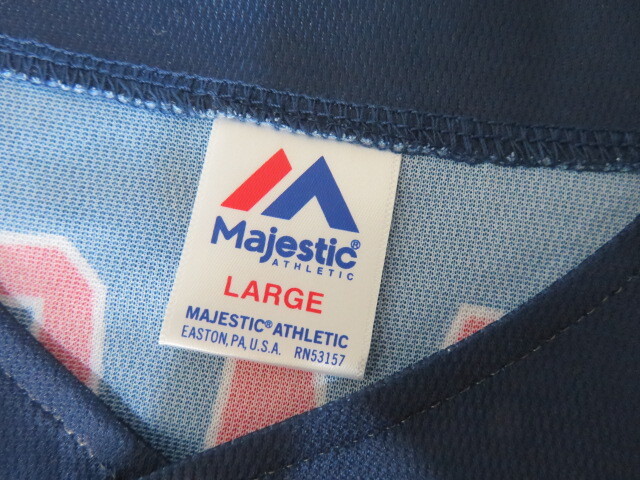 Majestic®
ATHLETIC
LARGE
MAJESTIC® ATHLETIC
EASTON, PA, U.S.A. RN53157